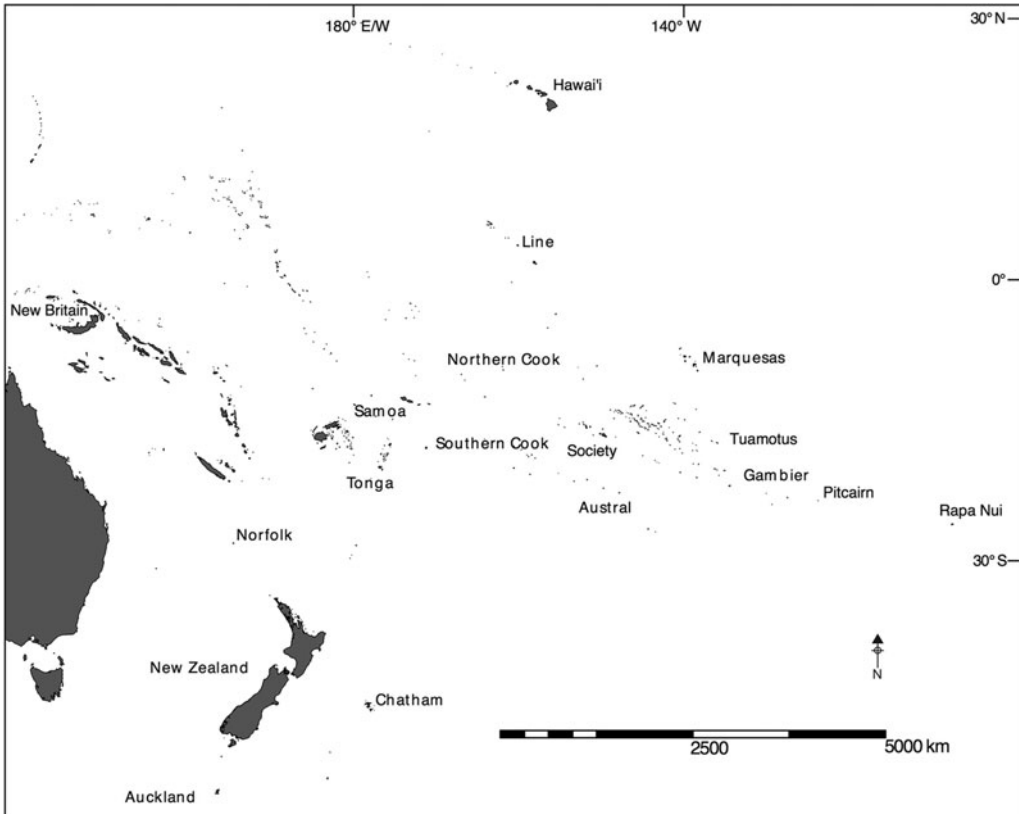 180° E/W
140° W
30° N
Hawai'i
Line
0°
New Britain
Northern Cook
Marquesas
Samoa
Southern Cook
Society
Tuamotus
Tonga
Gambier
Pitcairn
Austral
Rapa Nui
Norfolk
30°S
New Zealand
N
Chatham
2500
5000 km
Auckland